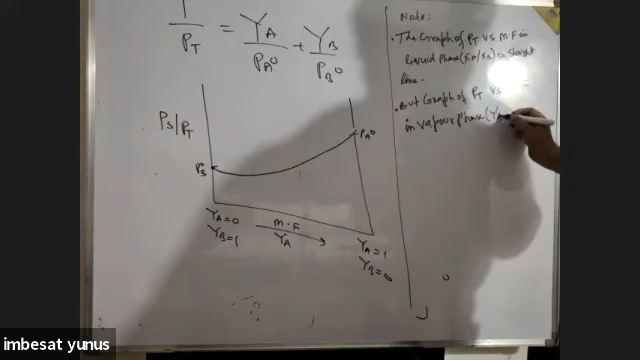 1/P_T = Y_A/P_A° + Y_B/P_B°
Note:
• The Graph of P_T VS M.F in
liquid phase (X_A/X_B) is straight
line.
• But Graph of P_T VS
in vapour phase (Y
P_S/P_T
P_A°
P_B°
Y_A=0
Y_B=1
M.F
Y_A
Y_A=1
Y_B=0
imbesat yunus